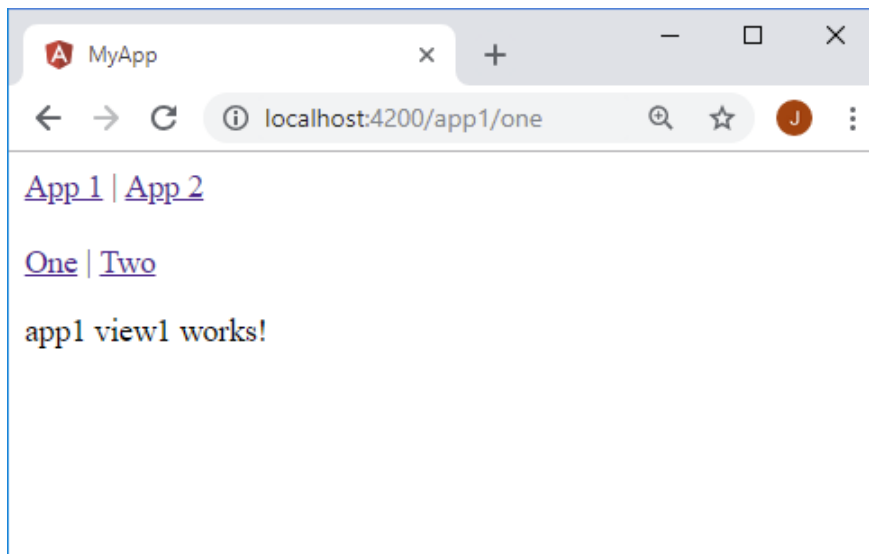 MyApp
localhost:4200/app1/one
J
App 1 | App 2
One | Two
app1 view1 works!